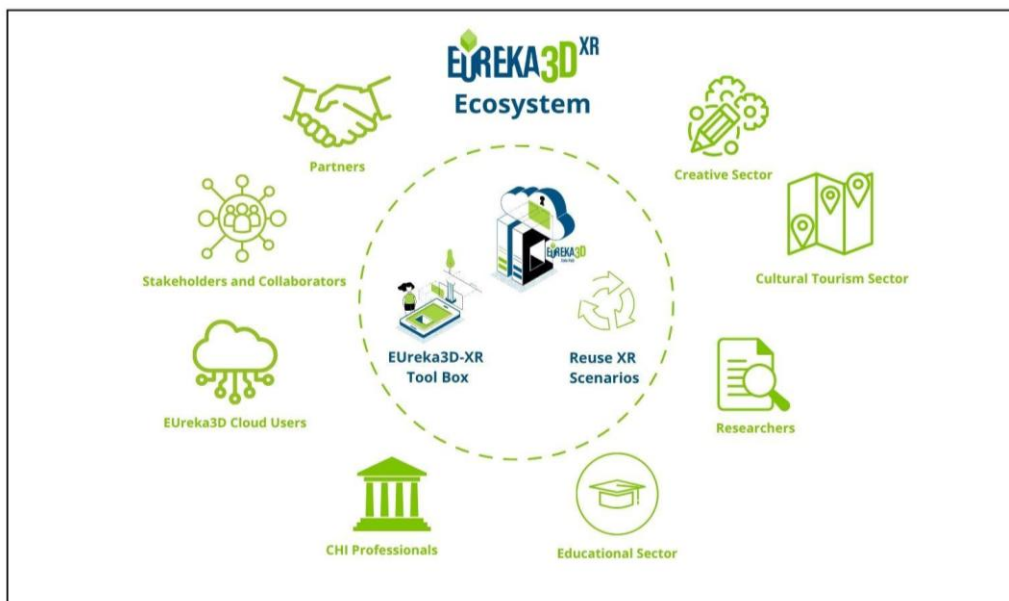 EUREKA3DXR
Ecosystem
Partners
Creative Sector
Stakeholders and Collaborators
Cultural Tourism Sector
EUREKA3D
EUreka3D-XR
Tool Box
Reuse XR
Scenarios
EUreka3D Cloud Users
Researchers
CHI Professionals
Educational Sector